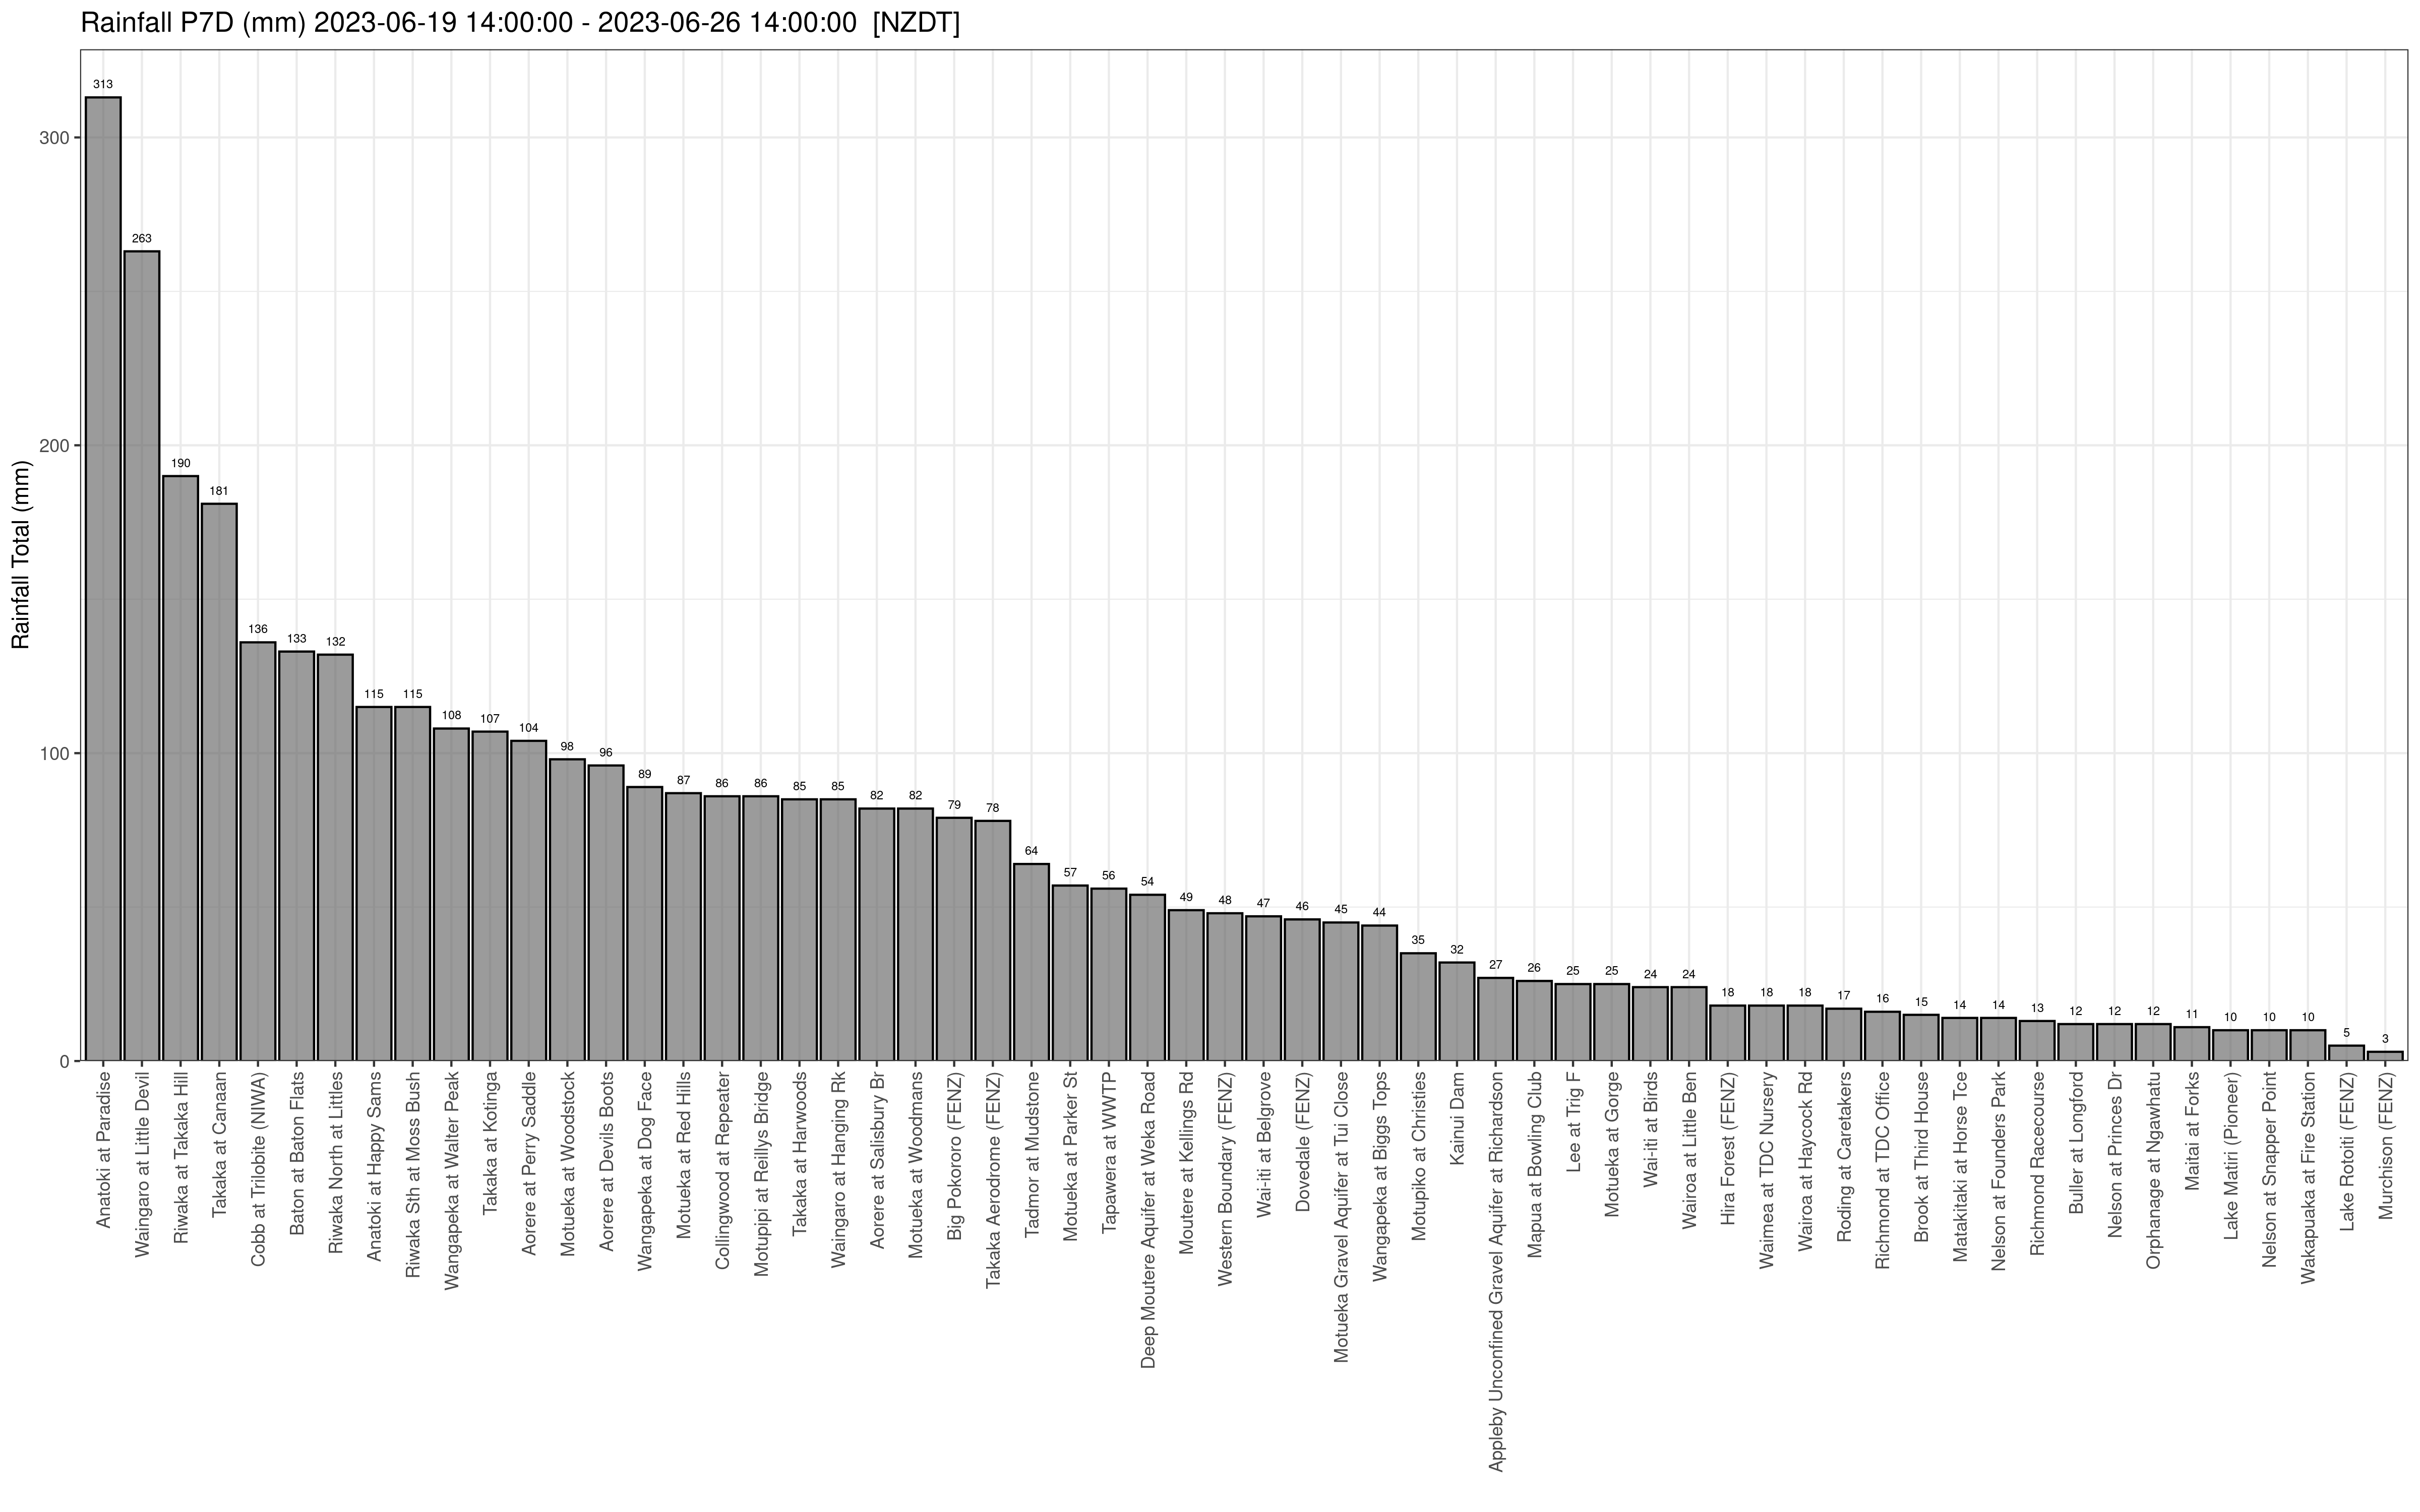 Rainfall P7D (mm) 2023-06-19 14:00:00 - 2023-06-26 14:00:00 [NZDT]
Rainfall Total (mm)
300
200
100
0
313
263
190
181
136
133
132
115
115
108
107
104
98
96
89
87
86
86
85
85
82
82
79
78
64
57
56
54
49
48
47
46
45
44
35
32
27
26
25
25
24
24
18
18
18
17
16
15
14
14
13
12
12
12
11
10
10
10
5
3
Anatoki at Paradise
Waingaro at Little Devil
Riwaka at Takaka Hill
Takaka at Canaan
Cobb at Trilobite (NIWA)
Baton at Baton Flats
Riwaka North at Littles
Anatoki at Happy Sams
Riwaka Sth at Moss Bush
Wangapeka at Walter Peak
Takaka at Kotinga
Aorere at Perry Saddle
Motueka at Woodstock
Aorere at Devils Boots
Wangapeka at Dog Face
Motueka at Red Hills
Collingwood at Repeater
Motupipi at Reillys Bridge
Takaka at Harwoods
Waingaro at Hanging Rk
Aorere at Salisbury Br
Motueka at Woodmans
Big Pokororo (FENZ)
Takaka Aerodrome (FENZ)
Tadmor at Mudstone
Motueka at Parker St
Tapawera at WWTP
Deep Moutere Aquifer at Weka Road
Moutere at Kellings Rd
Western Boundary (FENZ)
Wai-iti at Belgrove
Dovedale (FENZ)
Motueka Gravel Aquifer at Tui Close
Wangapeka at Biggs Tops
Motupiko at Christies
Kainui Dam
Appleby Unconfined Gravel Aquifer at Richardson
Mapua at Bowling Club
Lee at Trig F
Motueka at Gorge
Wai-iti at Birds
Wairoa at Little Ben
Hira Forest (FENZ)
Waimea at TDC Nursery
Wairoa at Haycock Rd
Roding at Caretakers
Richmond at TDC Office
Brook at Third House
Matakitaki at Horse Tce
Nelson at Founders Park
Richmond Racecourse
Buller at Longford
Nelson at Princes Dr
Orphanage at Ngawhatu
Maitai at Forks
Lake Matiri (Pioneer)
Nelson at Snapper Point
Wakapuaka at Fire Station
Lake Rotoiti (FENZ)
Murchison (FENZ)